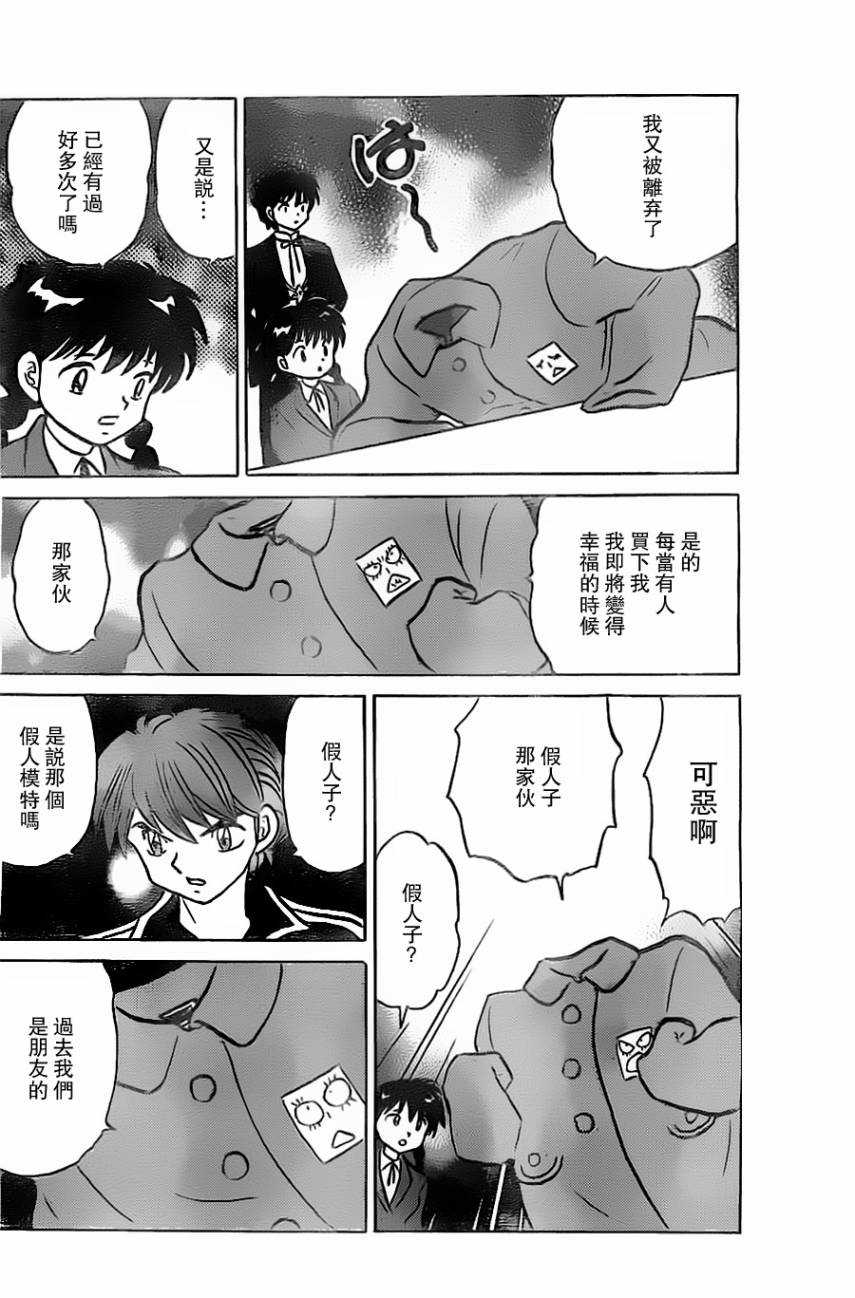 我又被離弃了
は〜
又是説…
已經有過
好多次了嗎
是的
每當有人
買下我
我即將變得
幸福的時候
那家伙
可惡啊
假人子
那家伙
假人子?
假人子?
是説那個
假人模特嗎
過去我們
是朋友的